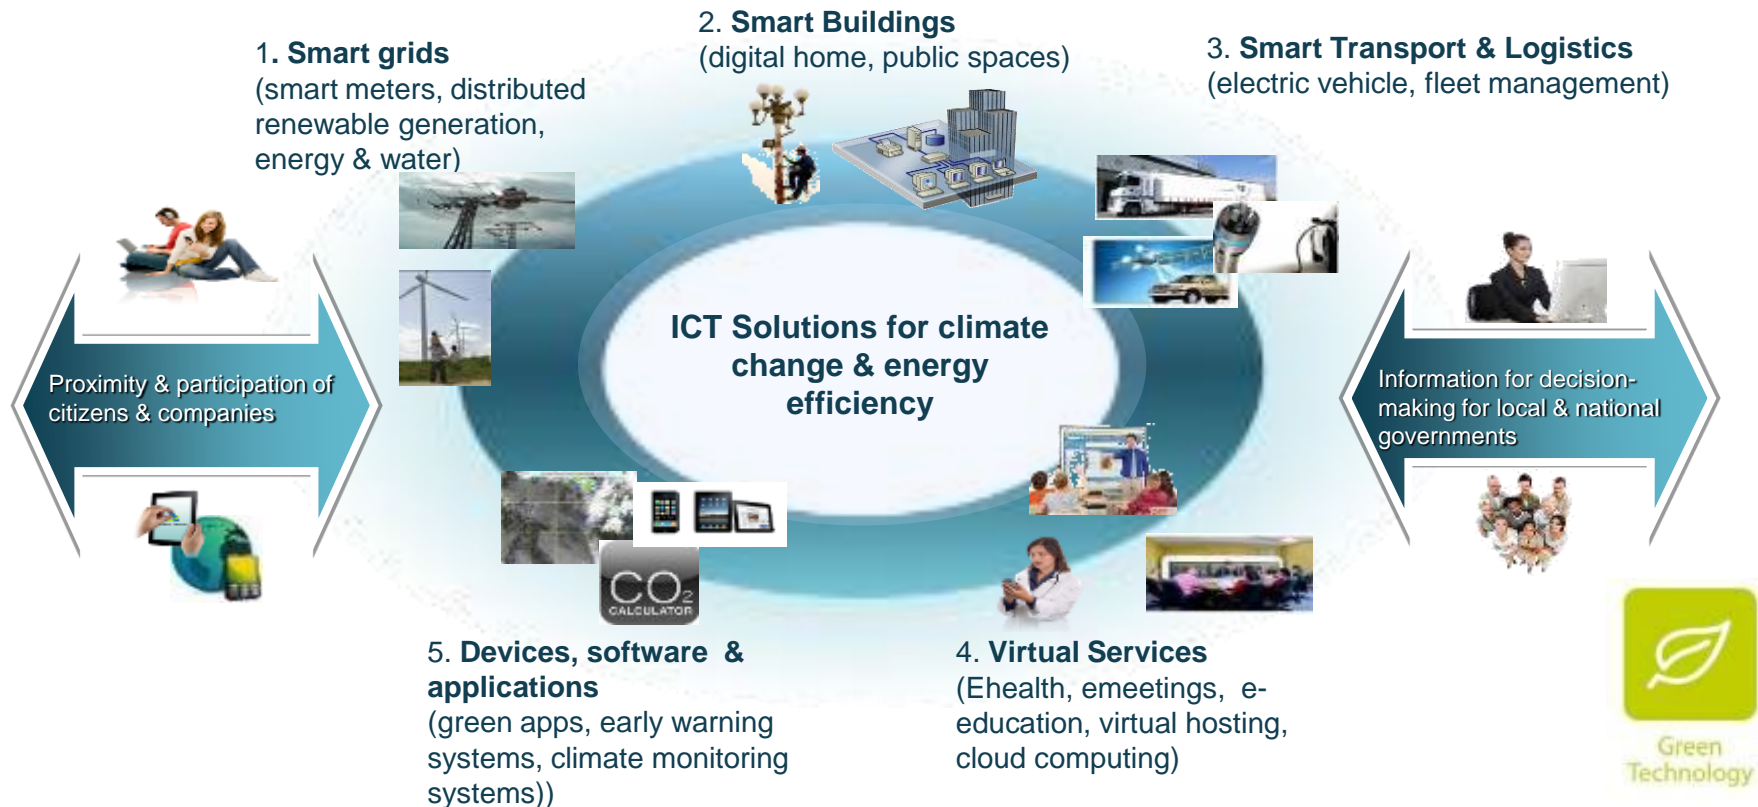 1. Smart grids
(smart meters, distributed
renewable generation,
energy & water)
2. Smart Buildings
(digital home, public spaces)
3. Smart Transport & Logistics
(electric vehicle, fleet management)
ICT Solutions for climate
change & energy
efficiency
Proximity & participation of
citizens & companies
Information for decision-
making for local & national
governments
CO2
CALCULATOR
5. Devices, software &
applications
(green apps, early warning
systems, climate monitoring
systems))
4. Virtual Services
(Ehealth, emeetings, e-
education, virtual hosting,
cloud computing)
Green
Technology